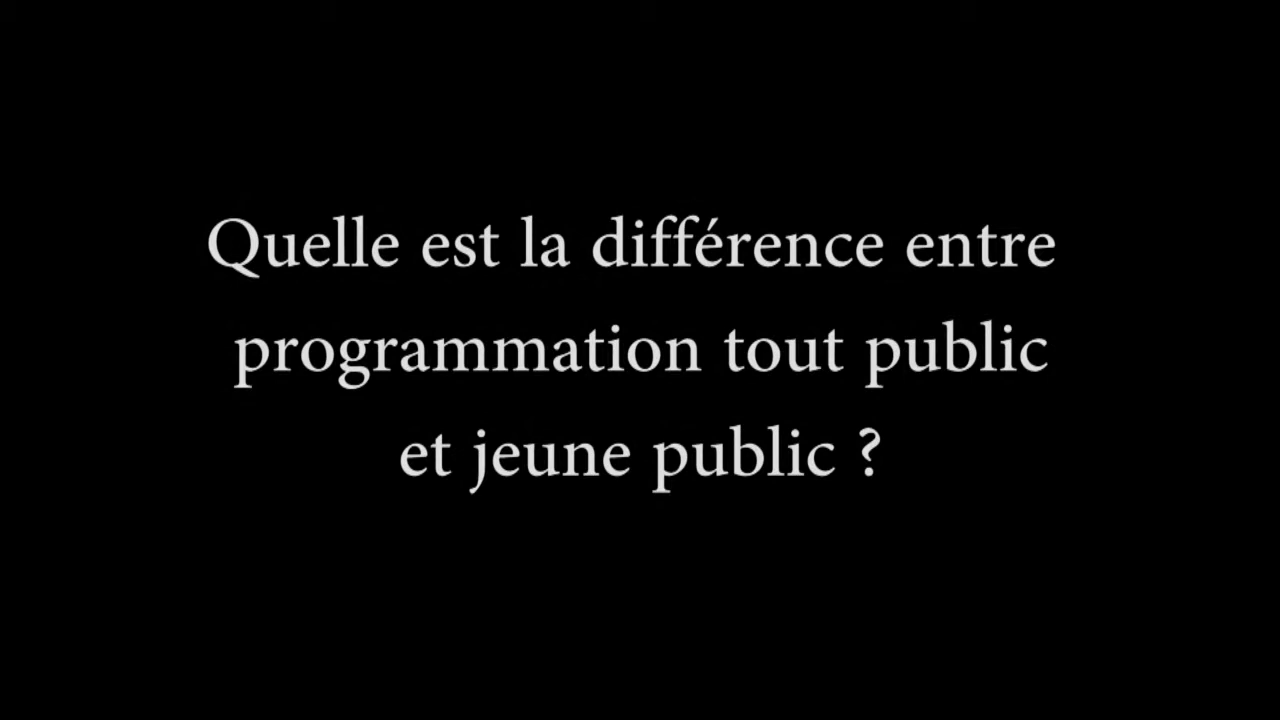 Quelle est la différence entre
programmation tout public
et jeune public ?